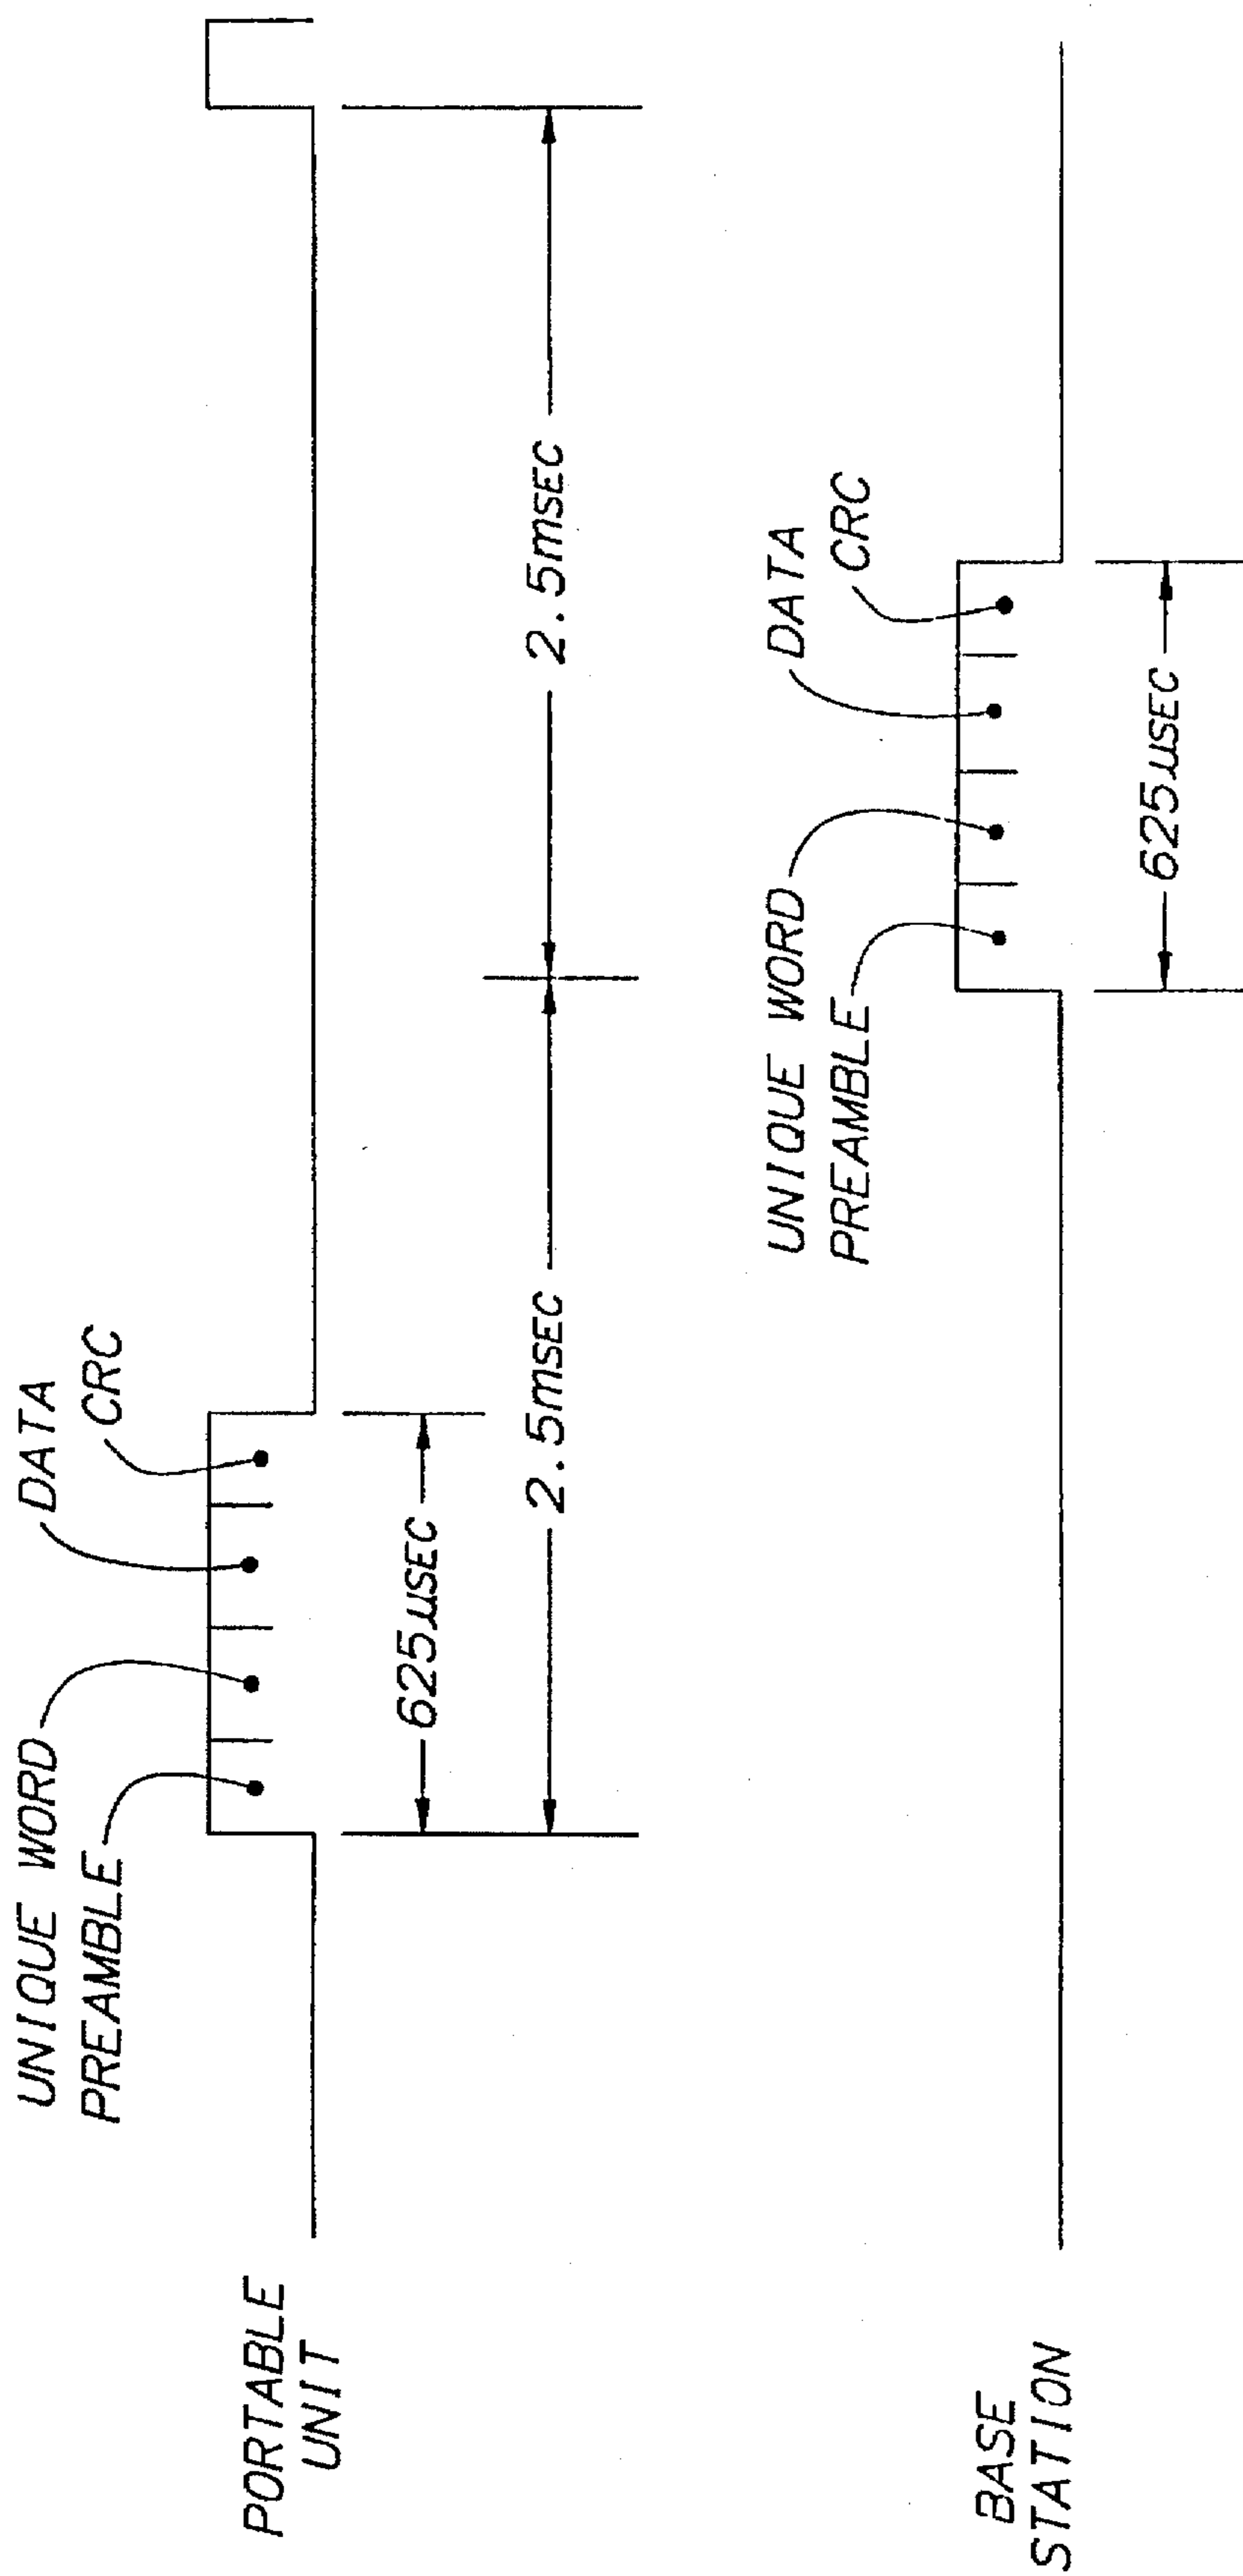 UNIQUE WORD
DATA
PREAMBLE
CRC
PORTABLE
UNIT
625µSEC
2.5mSEC
2.5mSEC
UNIQUE WORD
DATA
PREAMBLE
CRC
BASE
STATION
625µSEC